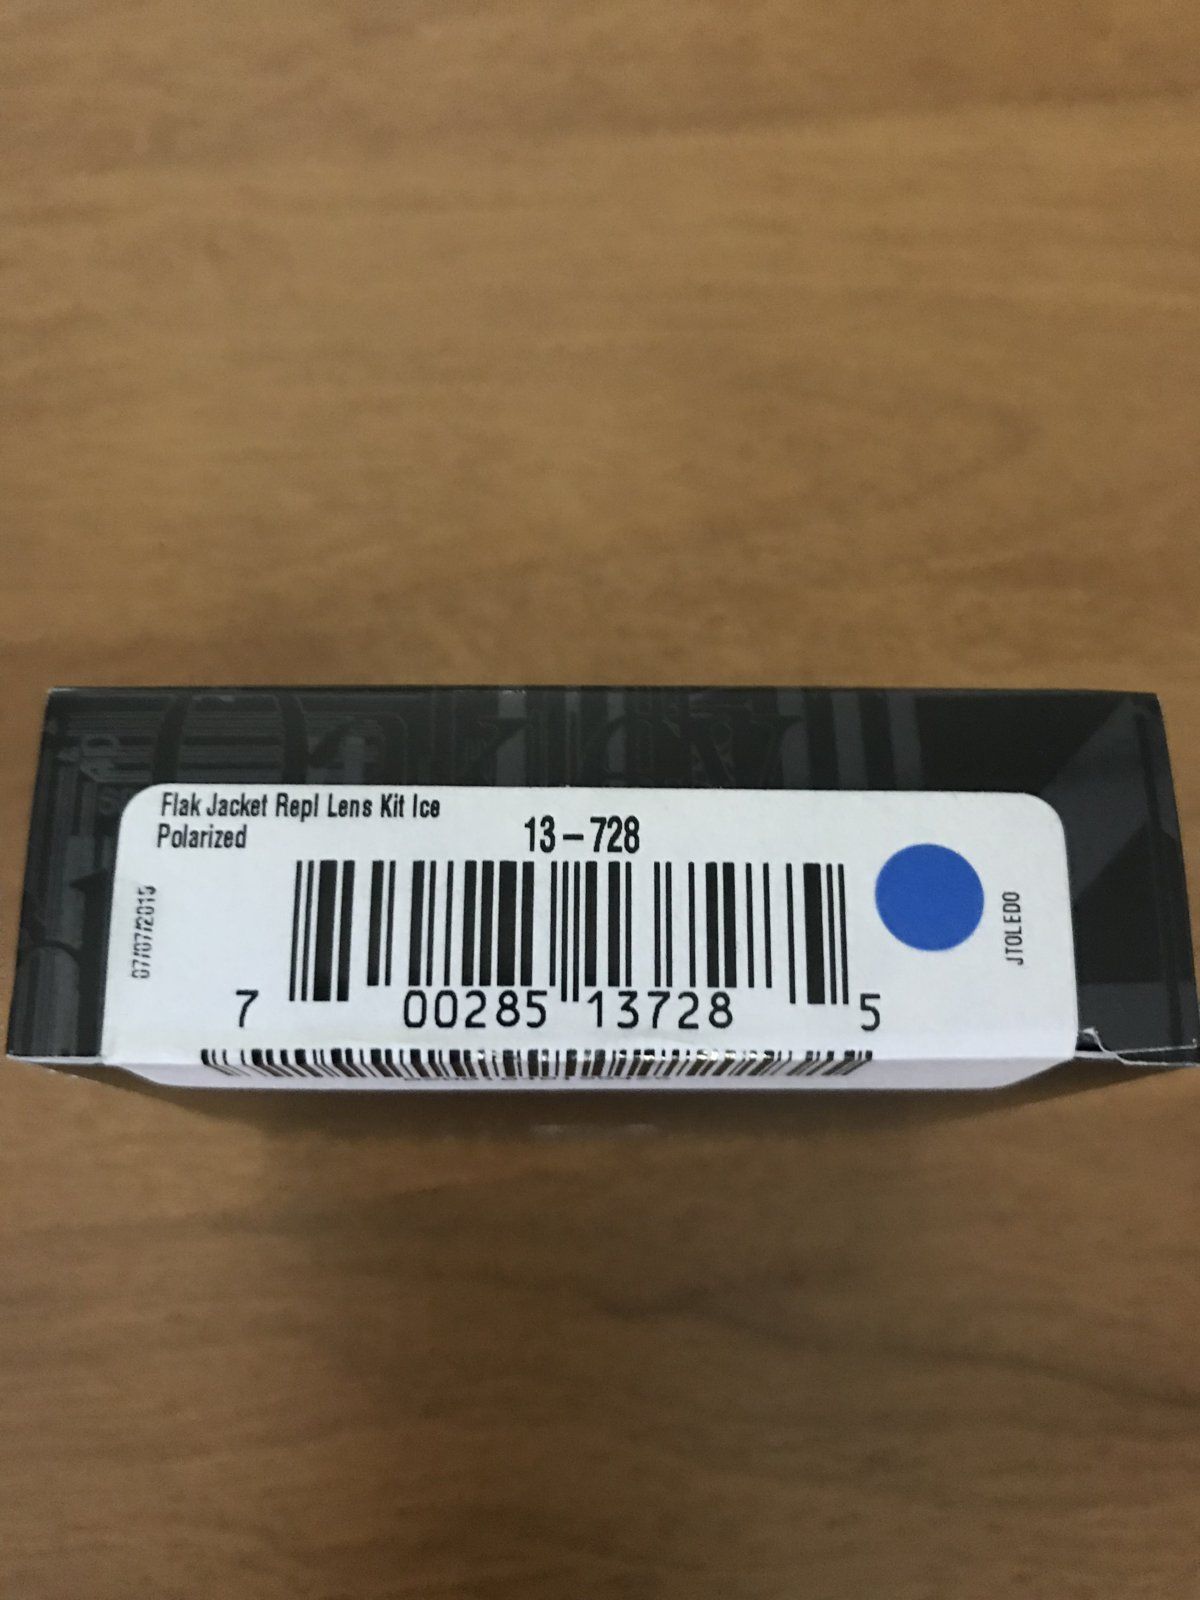 Flak Jacket Repl Lens Kit Ice
Polarized
13-728
07/07/2015
JTOLEDO
7 00285 13728 5